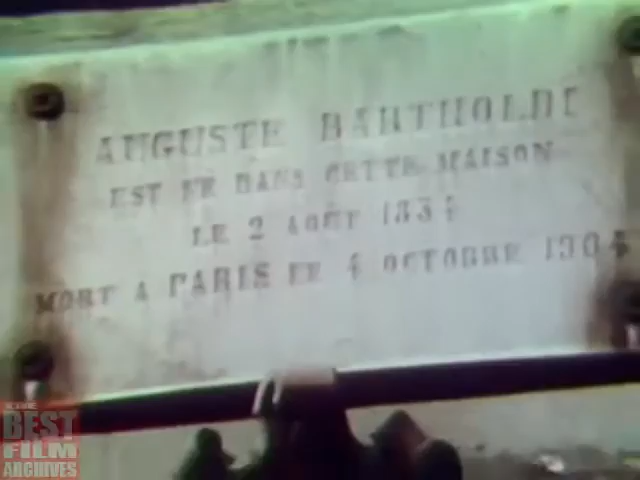 AUGUSTE BARTHOLDI
EST NE DANS CETTE MAISON
LE 2 AOUT 1834
MORT A PARIS LE 4 OCTOBRE 1904
THE
BEST
FILM
ARCHIVES